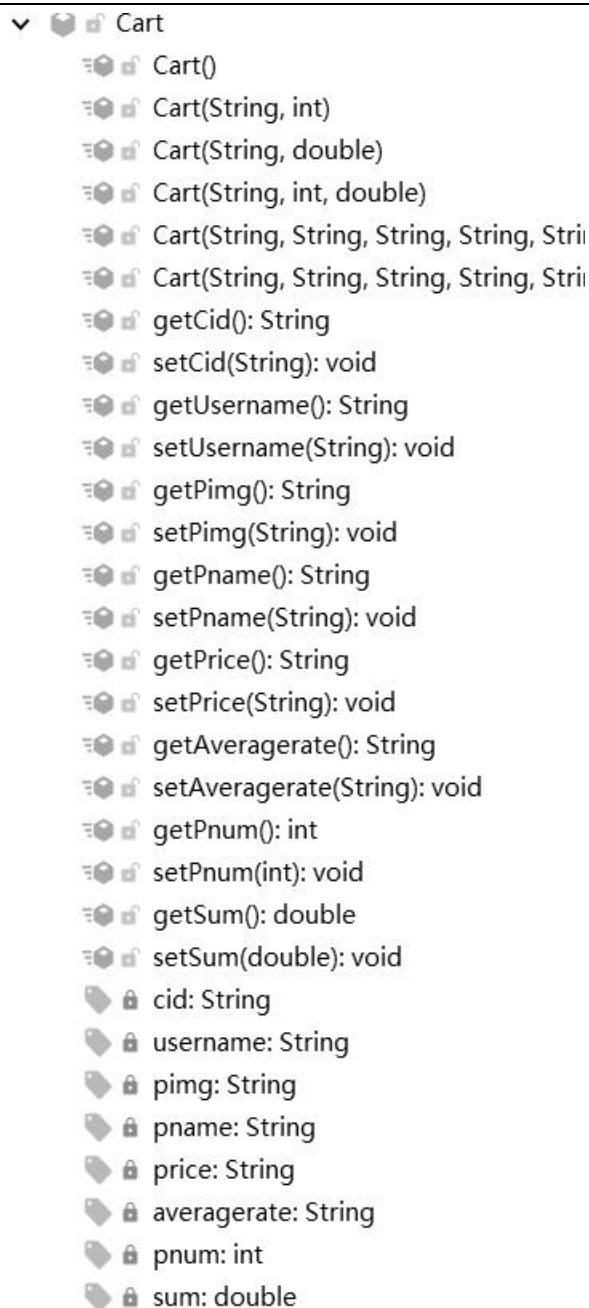 Cart
Cart()
Cart(String, int)
Cart(String, double)
Cart(String, int, double)
Cart(String, String, String, String, Stri
Cart(String, String, String, String, Stri
getCid(): String
setCid(String): void
getUsername(): String
setUsername(String): void
getPimg(): String
setPimg(String): void
getPname(): String
setPname(String): void
getPrice(): String
setPrice(String): void
getAveragerate(): String
setAveragerate(String): void
getPnum(): int
setPnum(int): void
getSum(): double
setSum(double): void
cid: String
username: String
pimg: String
pname: String
price: String
averagerate: String
pnum: int
sum: double